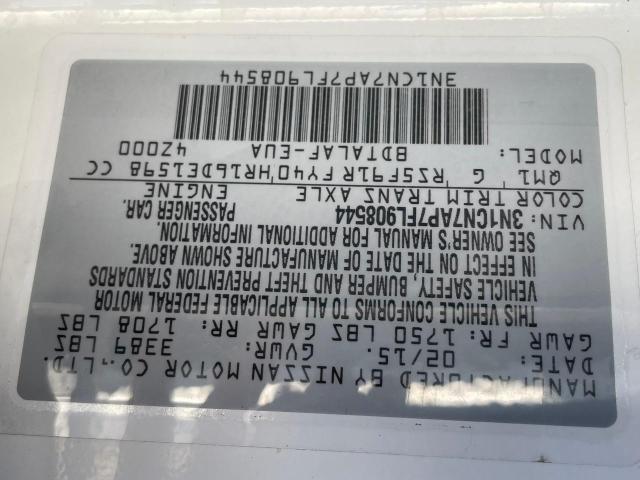 MANUFACTURED BY NISSAN MOTOR CO., LTD.
DATE: 02/15. GVWR: 3389 LBS
GAWR FR: 1750 LBS GAWR RR: 1708 LBS
THIS VEHICLE CONFORMS TO ALL APPLICABLE FEDERAL MOTOR
VEHICLE SAFETY, BUMPER AND THEFT PREVENTION STANDARDS
IN EFFECT ON THE DATE OF MANUFACTURE SHOWN ABOVE.
SEE OWNER'S MANUAL FOR ADDITIONAL INFORMATION.
VIN: 3N1CN7AP7FL908544 PASSENGER CAR.
COLOR TRIM TRANS AXLE ENGINE
QM1 G RZ5F91R FY40 HR16DE1598 CC
MODEL: BDTALAF-EUA 4Z000
3N1CN7AP7FL908544